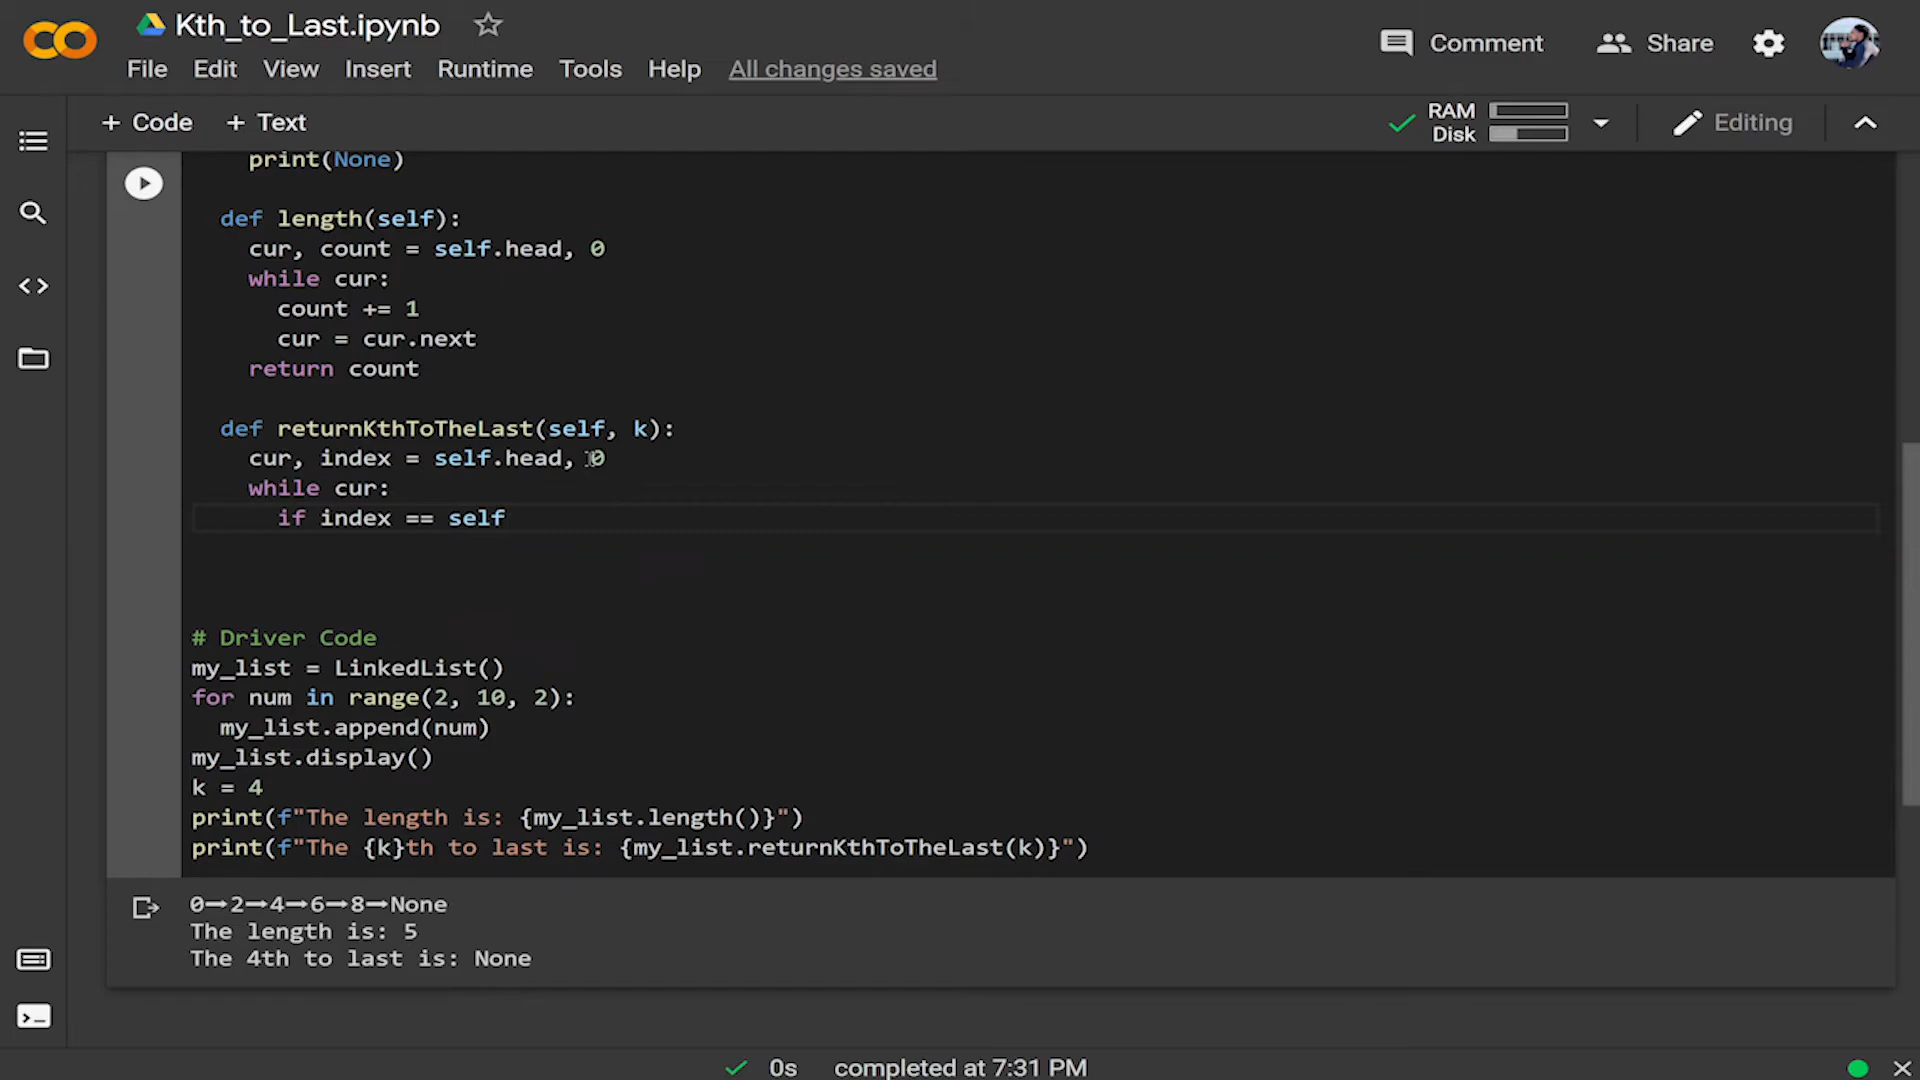 Kth_to_Last.ipynb
Comment
Share
File Edit View Insert Runtime Tools Help All changes saved
+ Code + Text
RAM
Disk
Editing
print(None)
def length(self):
cur, count = self.head, 0
while cur:
count += 1
cur = cur.next
return count
def returnKthToTheLast(self, k):
cur, index = self.head, 0
while cur:
if index == self
# Driver Code
my_list = LinkedList()
for num in range(2, 10, 2):
my_list.append(num)
my_list.display()
k = 4
print(f"The length is: {my_list.length()}")
print(f"The {k}th to last is: {my_list.returnKthToTheLast(k)}")
0→2→4→6→8→None
The length is: 5
The 4th to last is: None
0s completed at 7:31 PM